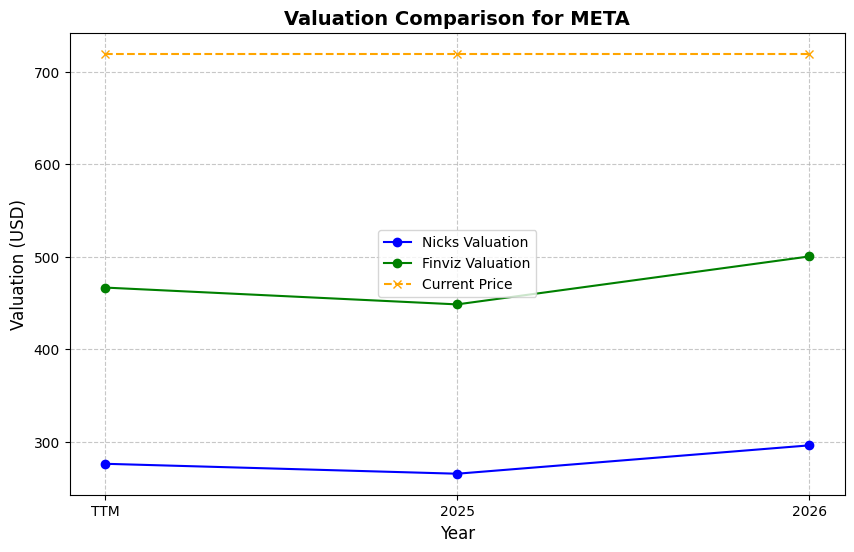 Valuation Comparison for META
Valuation (USD)
700
600
500
400
300
Nicks Valuation
Finviz Valuation
Current Price
TTM
2025
2026
Year